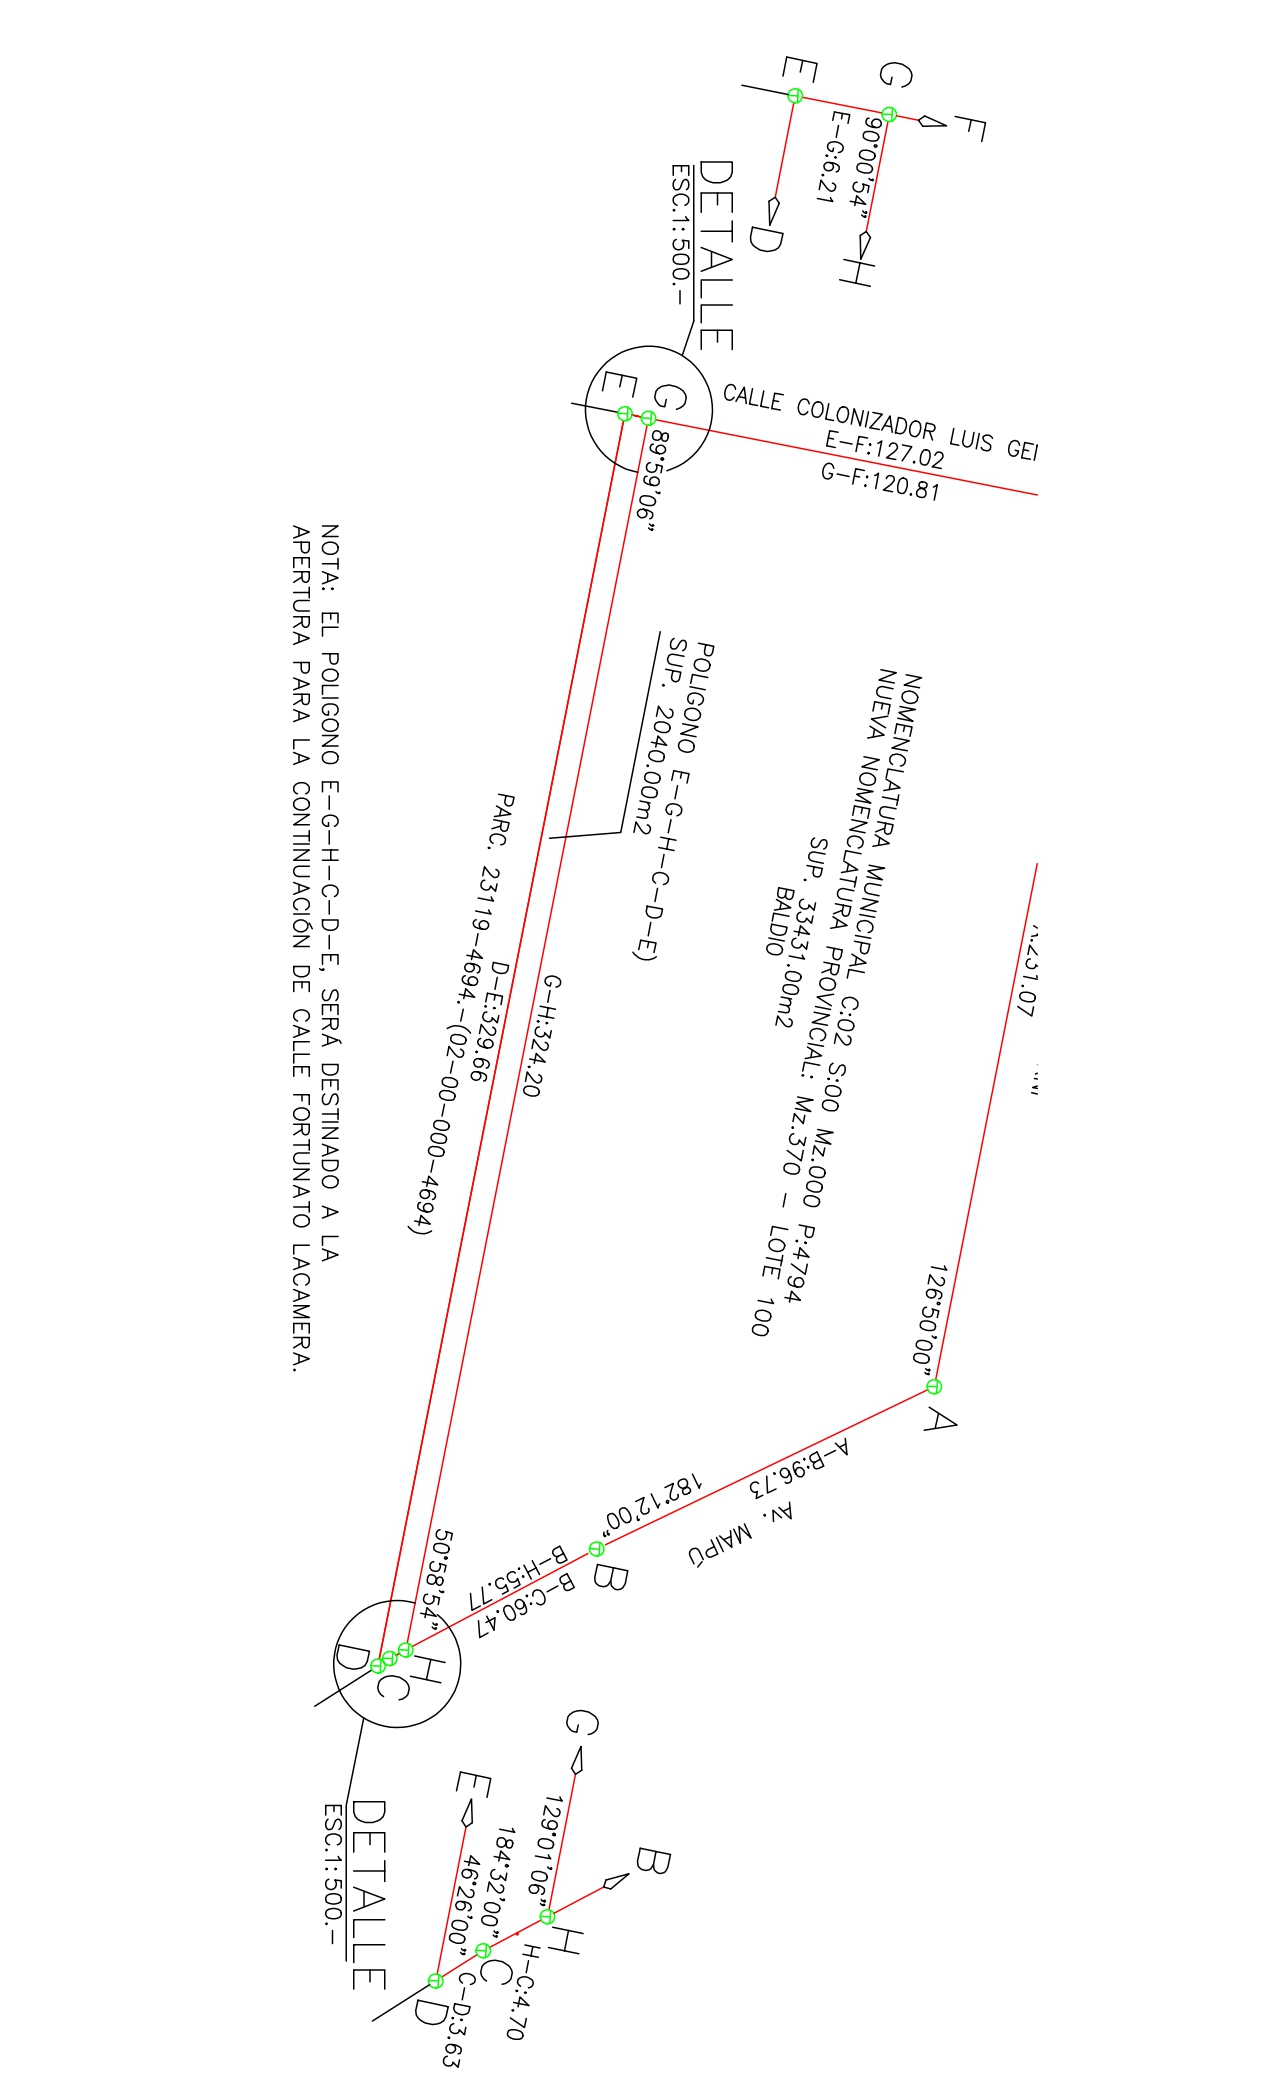 E
G
F
90°00'54"
E-G:6.21
D
H
DETALLE
ESC.1:500.-
E
G
89°59'06"
CALLE COLONIZADOR LUIS GEI
E-F:127.02
G-F:120.81
NOTA: EL POLIGONO E-G-H-C-D-E, SERÁ DESTINADO A LA
APERTURA PARA LA CONTINUACIÓN DE CALLE FORTUNATO LACAMERA.
POLIGONO E-G-H-C-D-E)
SUP. 2040.00m2
NOMENCLATURA MUNICIPAL C:02 S:00 Mz.000 P:4794
NUEVA NOMENCLATURA PROVINCIAL: Mz.370 - LOTE 100
SUP. 33431.00m2
BALDIO
G-H:324.20
D-E:329.66
PARC. 23119-4694.-(02-00-000-4694)
:231.07
126°50'00"
A
A-B:96.73
AV. MAIPÚ
182°12'00"
B
B-H:55.77
B-C:60.47
50°58'54"
D
C
H
DETALLE
ESC.1:500.-
G
E
B
129°01'06"
184°32'00"
46°26'00"
H
C
D
H-C:4.70
C-D:3.63